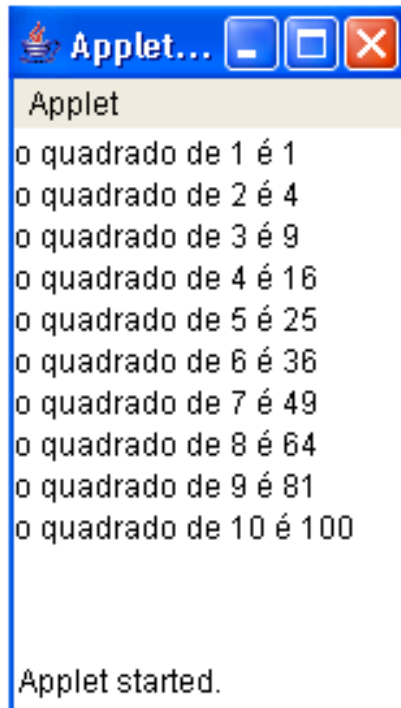 Applet...
Applet
o quadrado de 1 é 1
o quadrado de 2 é 4
o quadrado de 3 é 9
o quadrado de 4 é 16
o quadrado de 5 é 25
o quadrado de 6 é 36
o quadrado de 7 é 49
o quadrado de 8 é 64
o quadrado de 9 é 81
o quadrado de 10 é 100
Applet started.